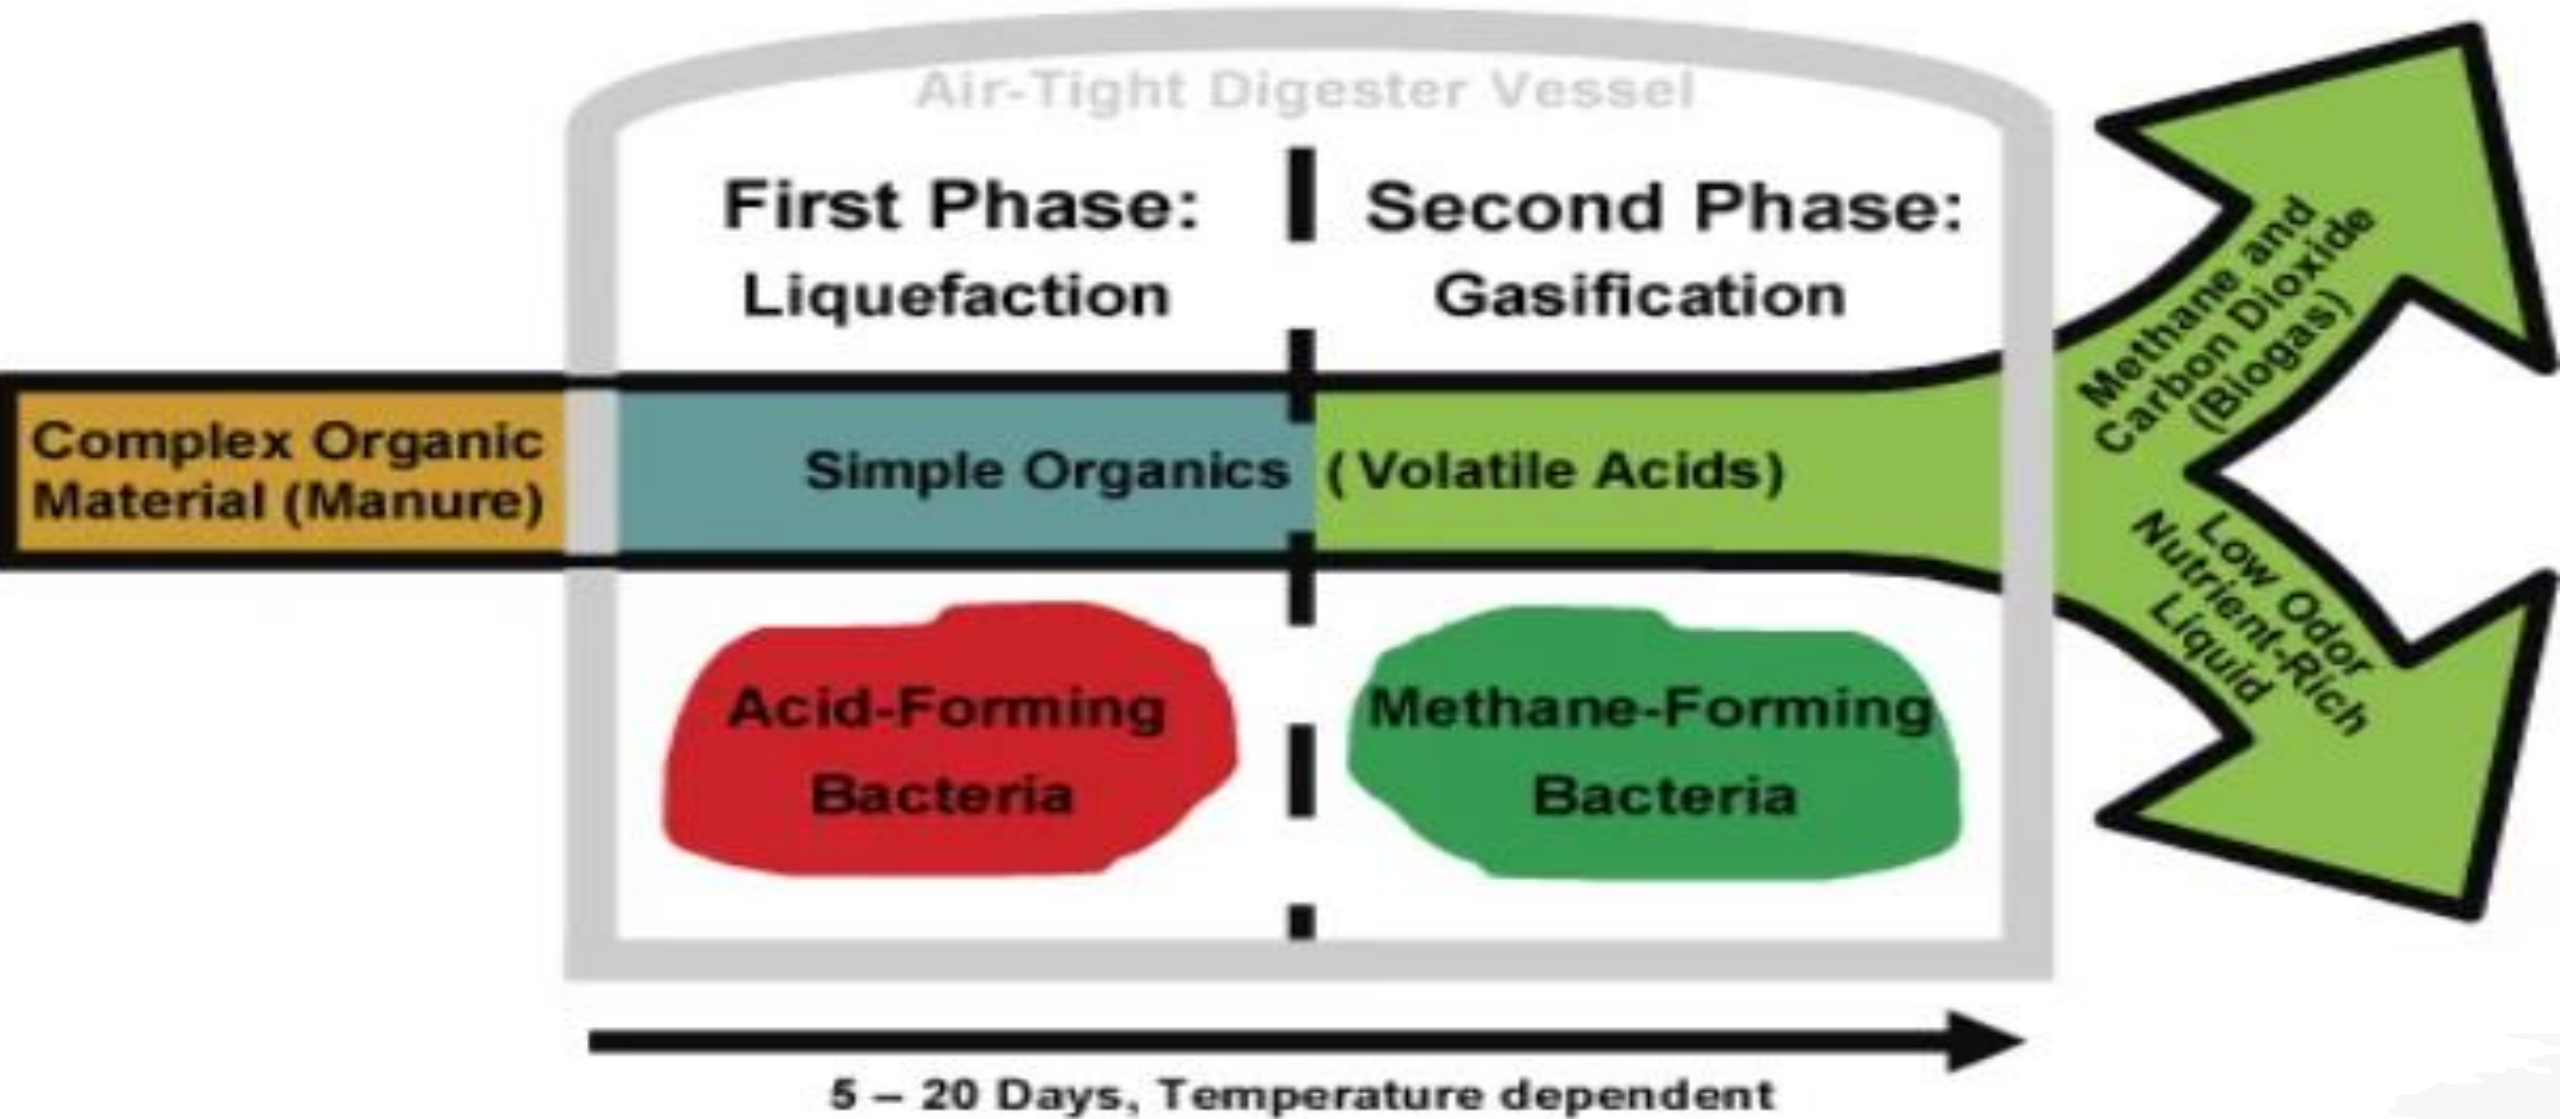 Air-Tight Digester Vessel
First Phase:
Liquefaction
Second Phase:
Gasification
Complex Organic
Material (Manure)
Simple Organics (Volatile Acids)
Acid-Forming
Bacteria
Methane-Forming
Bacteria
Methane and
Carbon Dioxide
(Biogas)
Low Odor
Nutrient-Rich
Liquid
5 – 20 Days, Temperature dependent